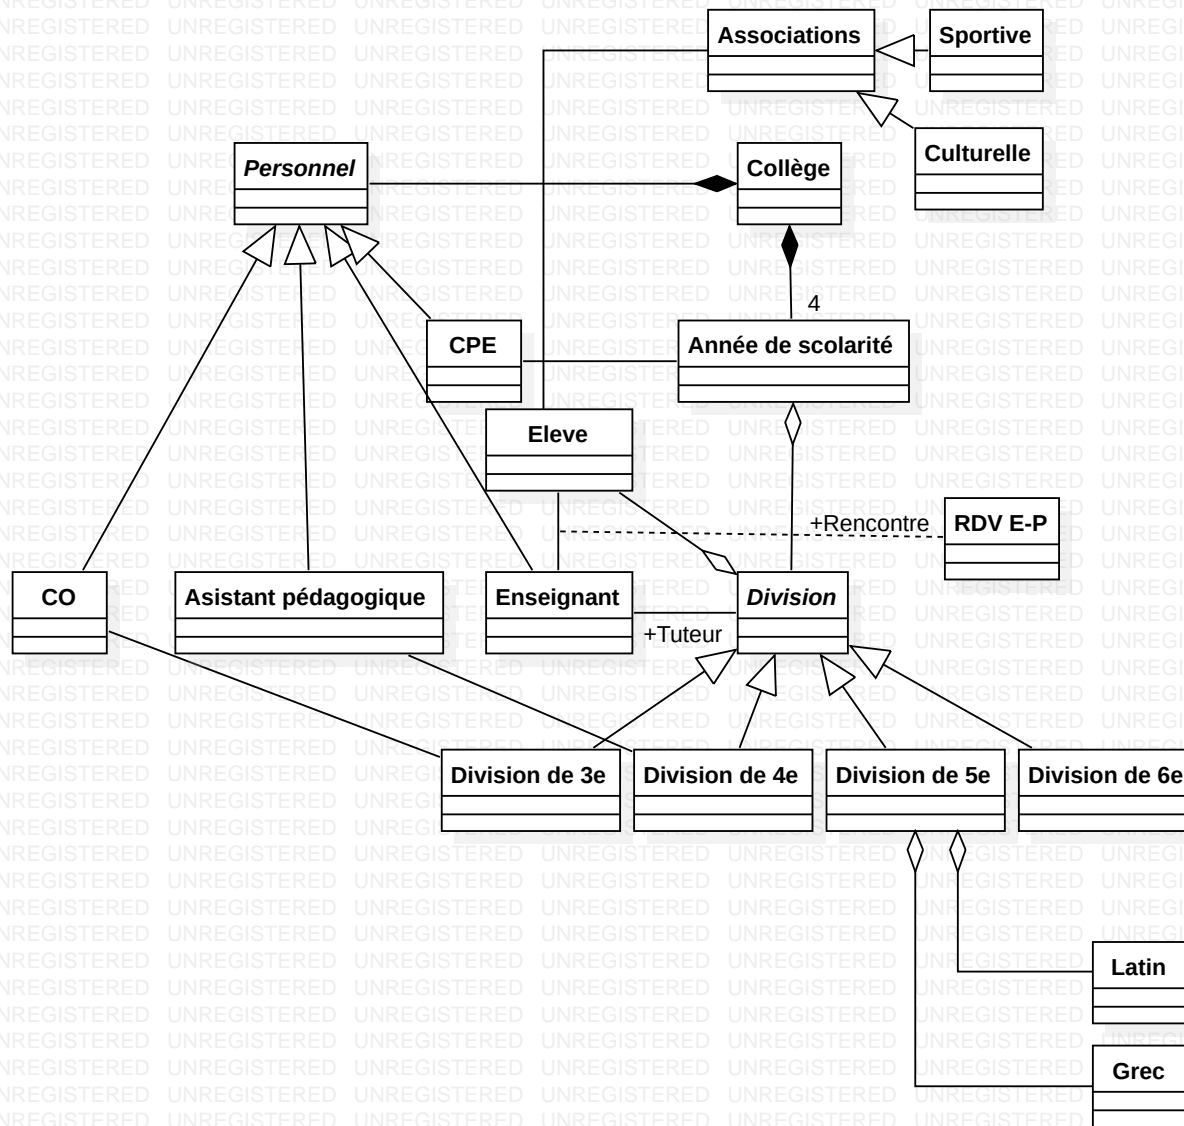 Associations
Sportive
Culturelle
Personnel
Collège
4
CPE
Année de scolarité
Eleve
+Rencontre
RDV E-P
CO
Asistant pédagogique
Enseignant
+Tuteur
Division
Division de 3e
Division de 4e
Division de 5e
Division de 6e
Latin
Grec
UNREGISTERED